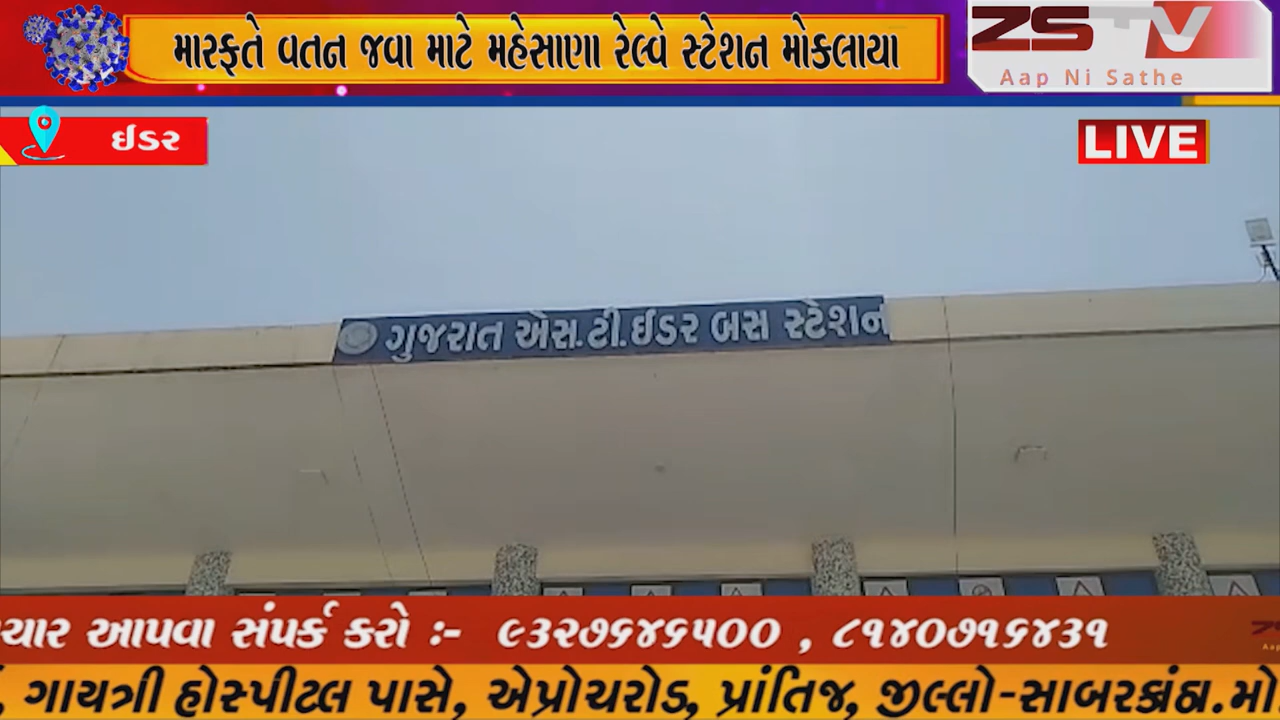 મારફતે વતન જવા માટે મહેસાણા રેલ્વે સ્ટેશન મોકલાયા
ZSTV
Aap Ni Sathe
ઈડર
LIVE
ગુજરાત એસ.ટી.ઈડર બસ સ્ટેશન
ચાર આપવા સંપર્ક કરો :- ૯૩૨૭૬૪૬૫૦૦ , ૮૧૪૦૭૧૬૪૩૧
ગાયત્રી હોસ્પીટલ પાસે, એપ્રોચરોડ, પ્રાંતિજ, જીલ્લો-સાબરકાંઠા.મો.